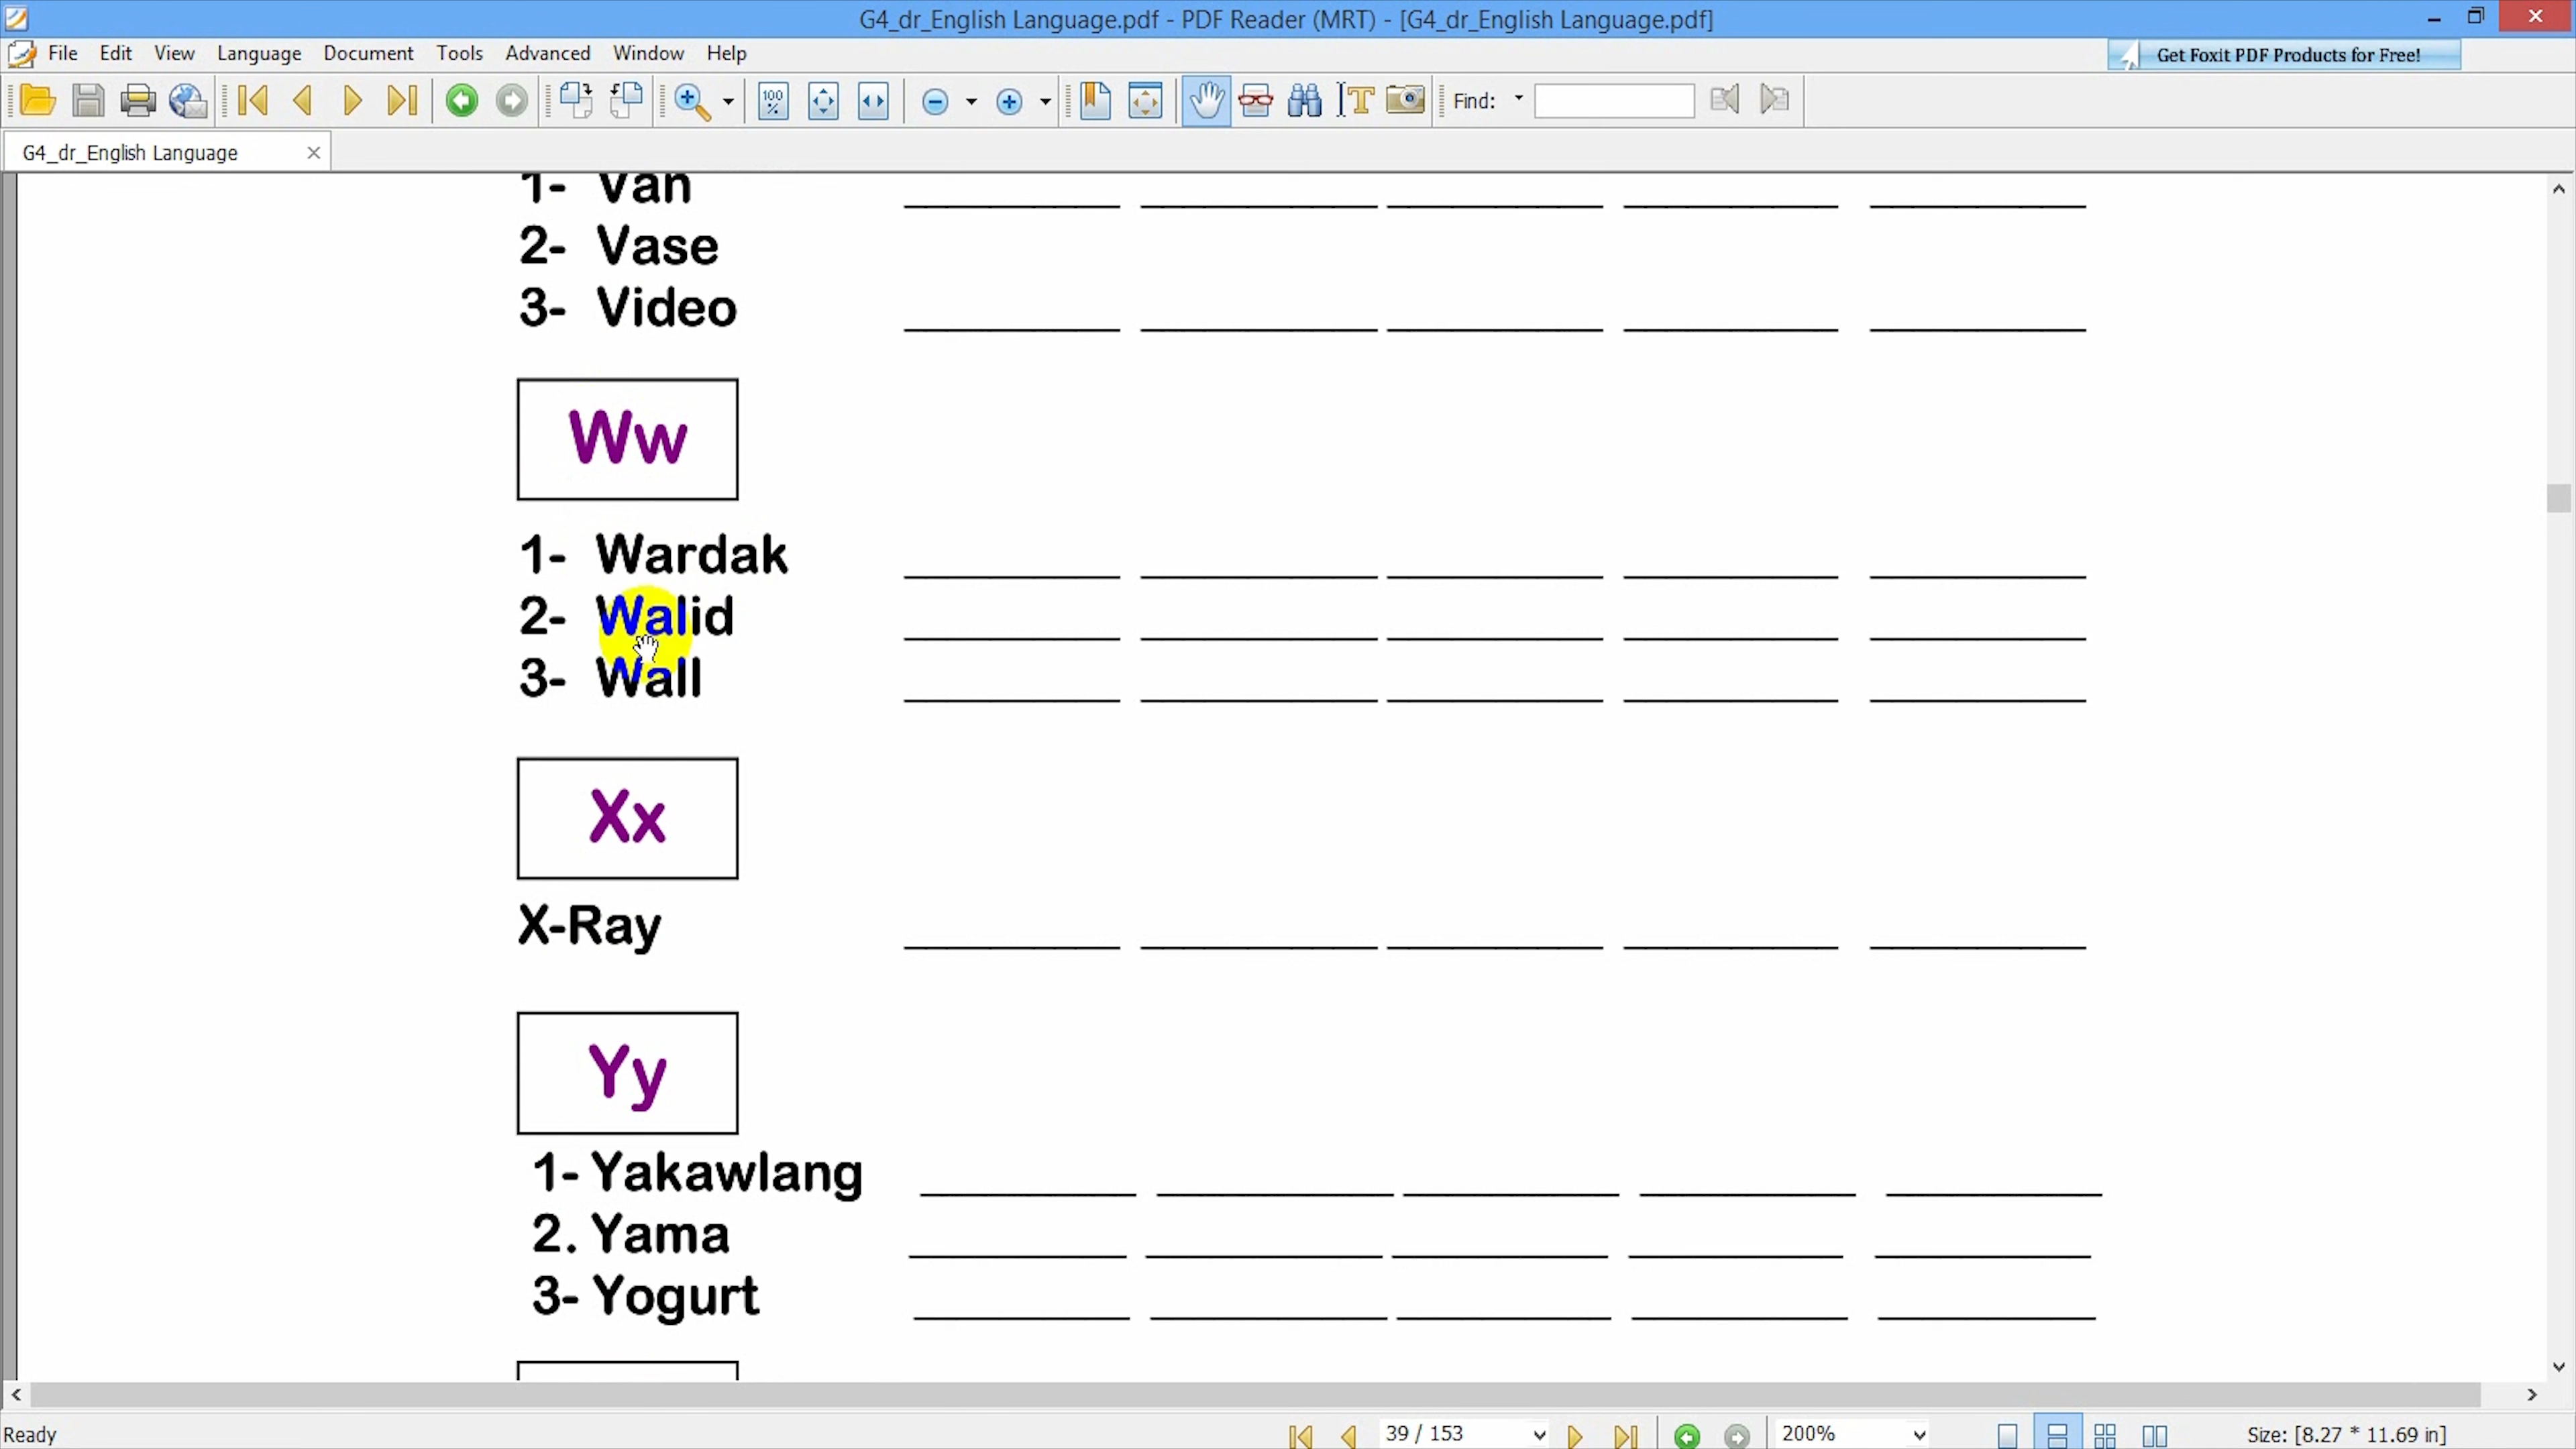 G4_dr_English Language.pdf - PDF Reader (MRT) - [G4_dr_English Language.pdf]
File Edit View Language Document Tools Advanced Window Help
Get Foxit PDF Products for Free!
100 %
Find:
G4_dr_English Language
1- Van
2- Vase
3- Video
Ww
1- Wardak
2- Walid
3- Wall
Xx
X-Ray
Yy
1- Yakawlang
2. Yama
3- Yogurt
Ready
39 / 153
200%
Size: [8.27 * 11.69 in]